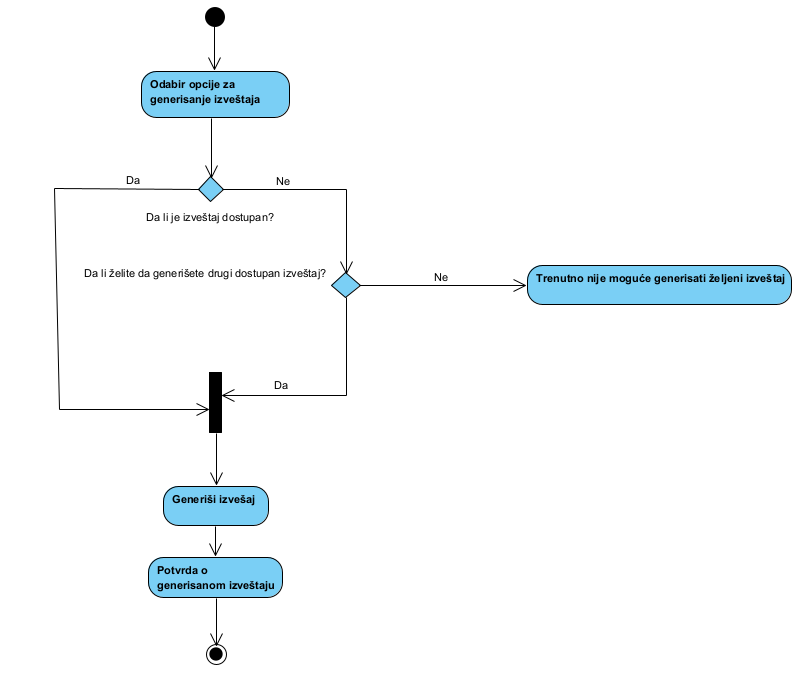 Odabir opcije za
generisanje izveštaja
Da
Ne
Da li je izveštaj dostupan?
Da li želite da generišete drugi dostupan izveštaj?
Ne
Trenutno nije moguće generisati željeni izveštaj
Da
Generiši izvešaj
Potvrda o
generisanom izveštaju